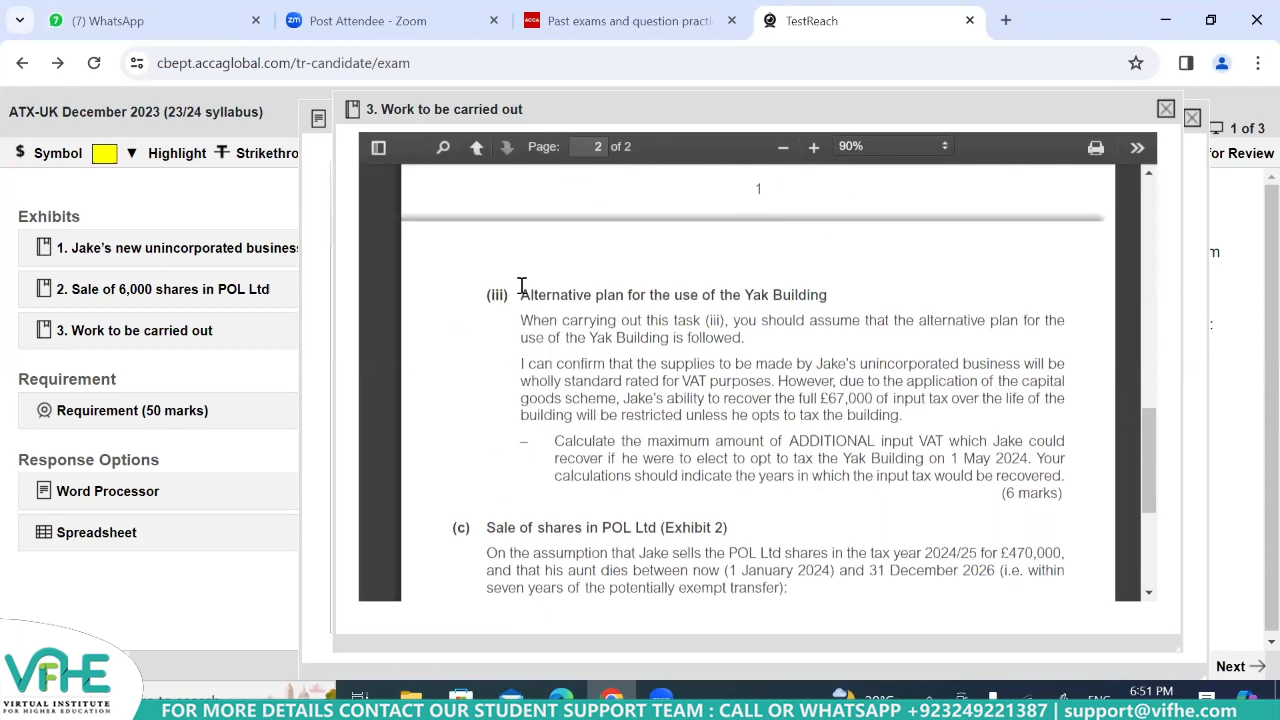 (7) WhatsApp
Post Attendee - Zoom
Past exams and question practi
TestReach
cbept.accaglobal.com/tr-candidate/exam
ATX-UK December 2023 (23/24 syllabus)
3. Work to be carried out
1 of 3
$ Symbol
Highlight
Strikethro
for Review
Page: 2 of 2
90%
Exhibits
1. Jake's new unincorporated business
2. Sale of 6,000 shares in POL Ltd
3. Work to be carried out
Requirement
Requirement (50 marks)
Response Options
Word Processor
Spreadsheet
1
(iii) Alternative plan for the use of the Yak Building
When carrying out this task (iii), you should assume that the alternative plan for the
use of the Yak Building is followed.
I can confirm that the supplies to be made by Jake's unincorporated business will be
wholly standard rated for VAT purposes. However, due to the application of the capital
goods scheme, Jake's ability to recover the full £67,000 of input tax over the life of the
building will be restricted unless he opts to tax the building.
– Calculate the maximum amount of ADDITIONAL input VAT which Jake could
recover if he were to elect to opt to tax the Yak Building on 1 May 2024. Your
calculations should indicate the years in which the input tax would be recovered.
(6 marks)
(c) Sale of shares in POL Ltd (Exhibit 2)
On the assumption that Jake sells the POL Ltd shares in the tax year 2024/25 for £470,000,
and that his aunt dies between now (1 January 2024) and 31 December 2026 (i.e. within
seven years of the potentially exempt transfer):
Next
6:51 PM
ENG
VIFHE
VIRTUAL INSTITUTE
FOR HIGHER EDUCATION
FOR MORE DETAILS CONTACT OUR STUDENT SUPPORT TEAM : CALL OR WHATSAPP +923249221387 | support@vifhe.com